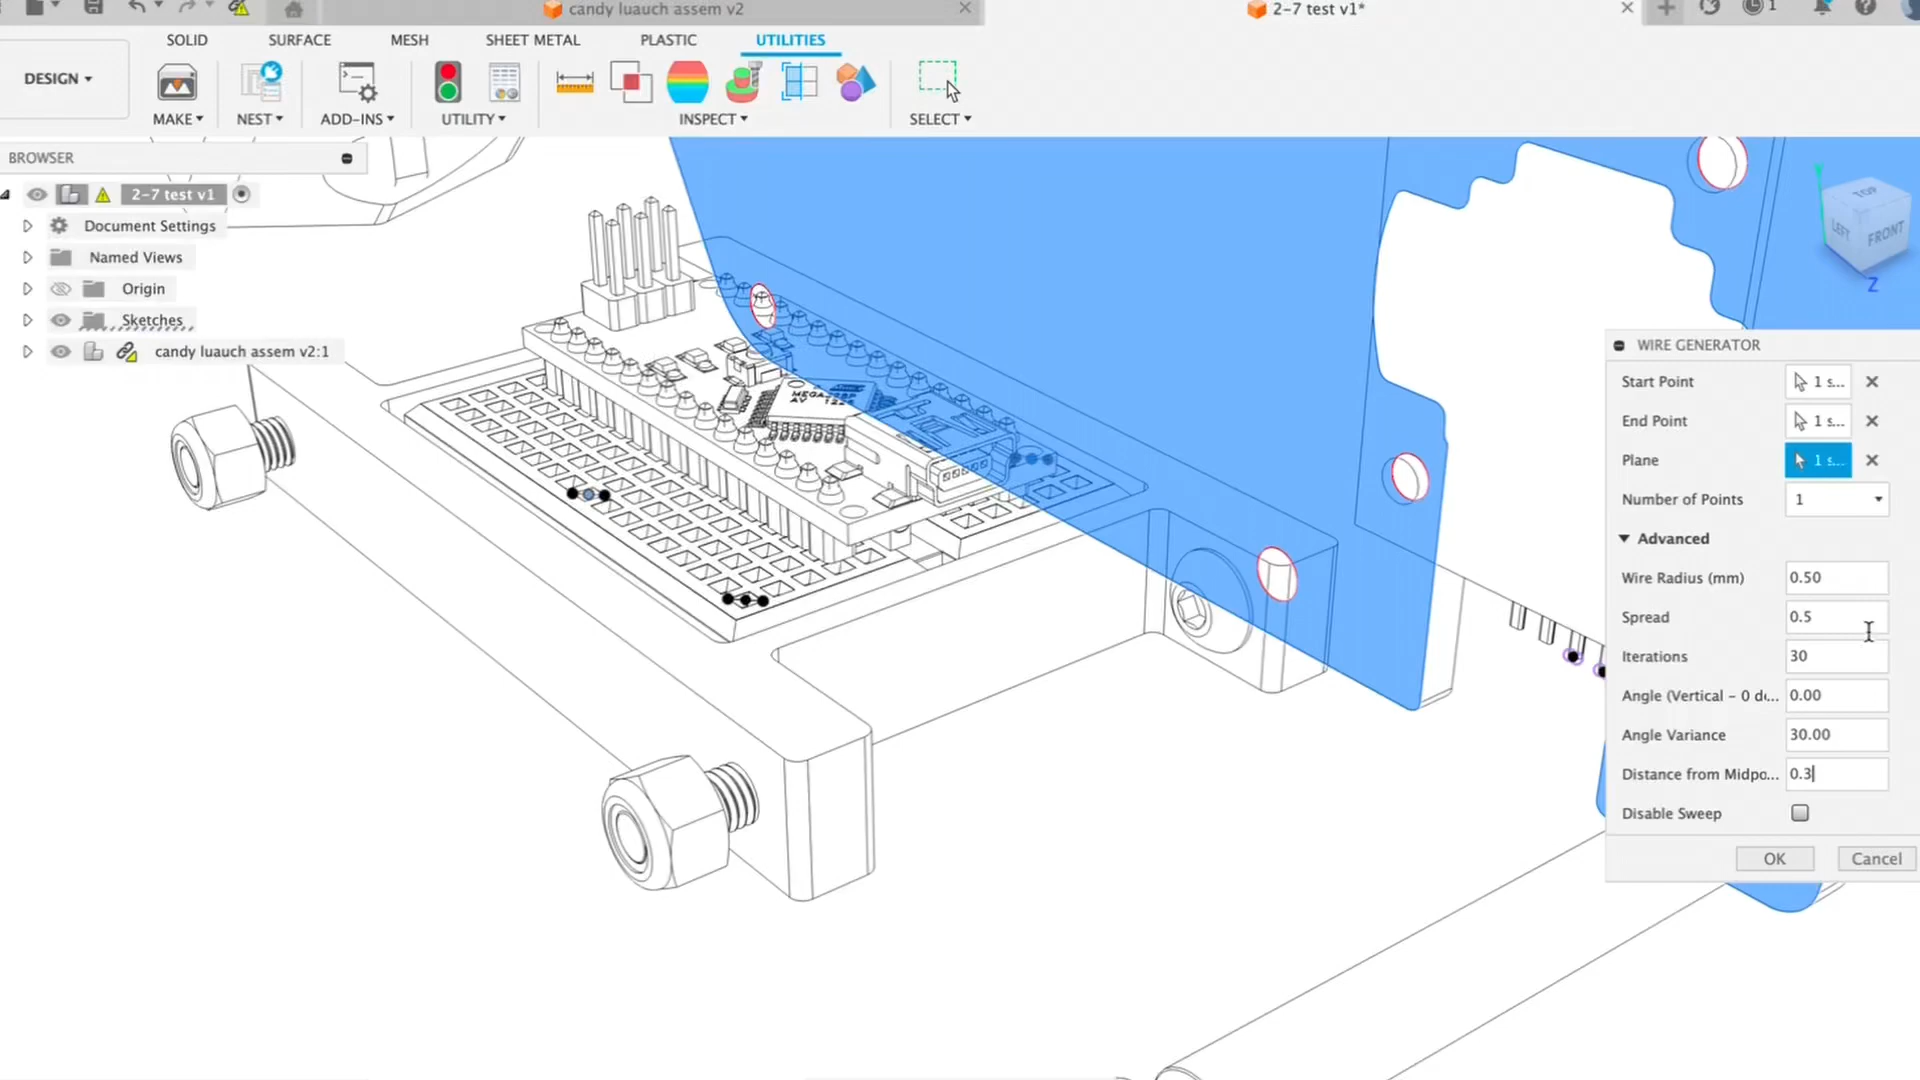 candy luauch assem v2
2-7 test v1*
1
SOLID
SURFACE
MESH
SHEET METAL
PLASTIC
UTILITIES
DESIGN
MAKE
NEST
ADD-INS
UTILITY
INSPECT
SELECT
BROWSER
2-7 test v1
Document Settings
Named Views
Origin
Sketches
candy luauch assem v2:1
TOP
LEFT
FRONT
Z
WIRE GENERATOR
Start Point
1 s...
End Point
1 s...
Plane
1 s...
Number of Points
1
Advanced
Wire Radius (mm)
0.50
Spread
0.5
Iterations
30
Angle (Vertical - 0 d‹...
0.00
Angle Variance
30.00
Distance from Midpo...
0.3
Disable Sweep
OK
Cancel